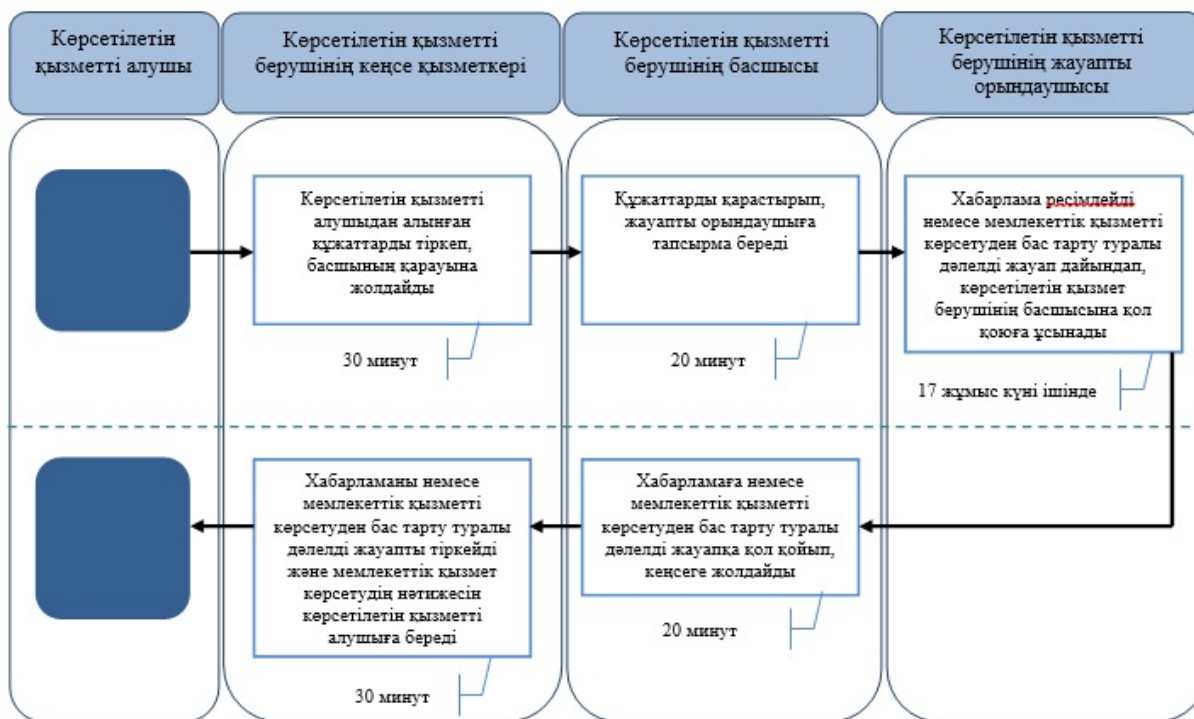 Көрсетілетін
қызметті алушы
Көрсетілетін қызметті
берушінің кеңсе қызметкері
Көрсетілетін қызметті
берушінің басшысы
Көрсетілетін қызметті
берушінің жауапты
орындаушысы
Көрсетілетін қызметті
алушыдан алынған
құжаттарды тіркеп,
басшының қарауына
жолдайды
30 минут
Құжаттарды қарастырып,
жауапты орындаушыға
тапсырма береді
20 минут
Хабарлама ресімдейді
немесе мемлекеттік қызметті
көрсетуден бас тарту туралы
дәлелді жауап дайындап,
көрсетілетін қызмет
берушінің басшысына қол
қоюға ұсынады
17 жұмыс күні ішінде
Хабарламаны немесе
мемлекеттік қызметті
көрсетуден бас тарту туралы
дәлелді жауапты тіркейді
және мемлекеттік қызмет
көрсетудің нәтижесін
көрсетілетін қызметті
алушыға береді
30 минут
Хабарламаға немесе
мемлекеттік қызметті
көрсетуден бас тарту туралы
дәлелді жауапқа қол қойып,
кеңсеге жолдайды
20 минут